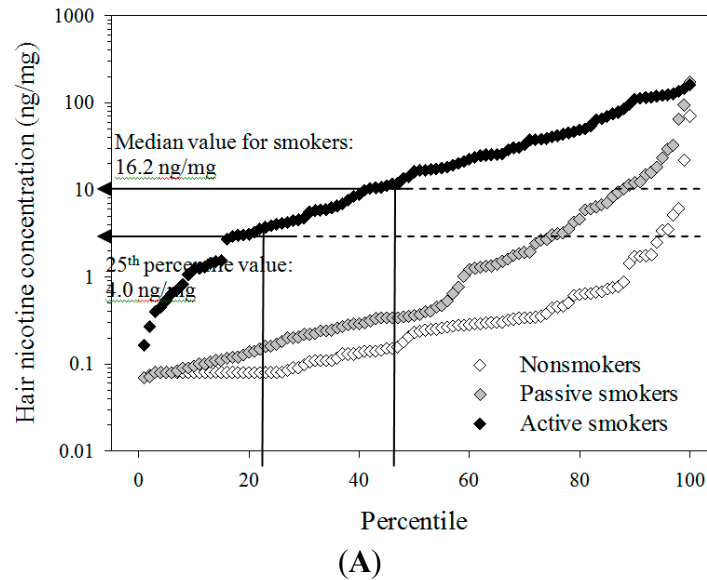 1000
100
10
1
0.1
0.01
Hair nicotine concentration (ng/mg)
Median value for smokers:
16.2 ng/mg
25th percentile value:
4.0 ng/mg
Nonsmokers
Passive smokers
Active smokers
0 20 40 60 80 100
Percentile
(A)